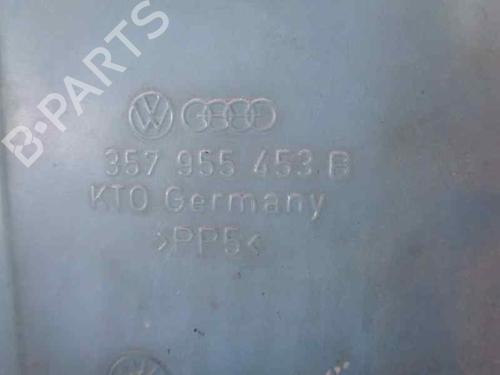 B-PARTS
357 955 453 B
KTO Germany
>PP5<